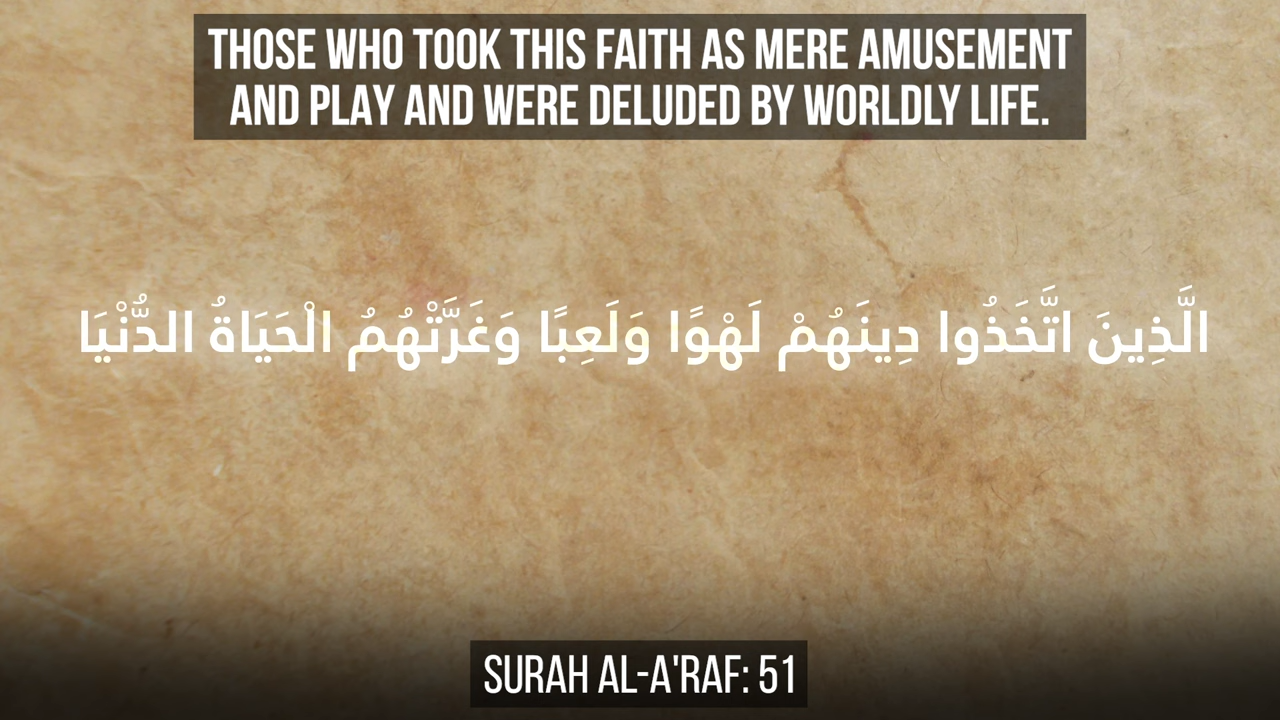 THOSE WHO TOOK THIS FAITH AS MERE AMUSEMENT
AND PLAY AND WERE DELUDED BY WORLDLY LIFE.
الَّذِينَ اتَّخَذُوا دِينَهُمْ لَهْوًا وَلَعِبًا وَغَرَّتْهُمُ الْحَيَاةُ الدُّنْيَا
SURAH AL-A'RAF: 51